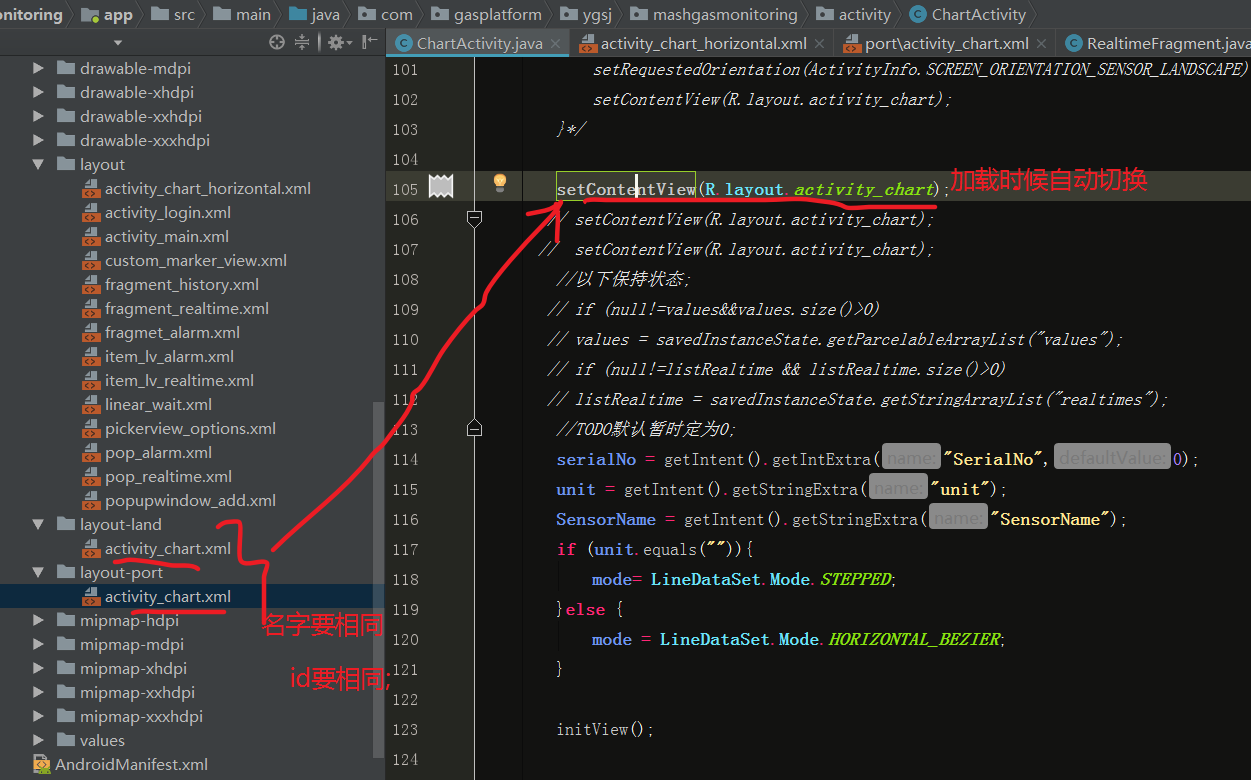 nitoring app src main java com gasplatform ygsj mashgasmonitoring activity ChartActivity
ChartActivity.java activity_chart_horizontal.xml port\activity_chart.xml RealtimeFragment.java
drawable-mdpi
drawable-xhdpi
drawable-xxhdpi
drawable-xxxhdpi
layout
activity_chart_horizontal.xml
activity_login.xml
activity_main.xml
custom_marker_view.xml
fragment_history.xml
fragment_realtime.xml
fragmet_alarm.xml
item_lv_alarm.xml
item_lv_realtime.xml
linear_wait.xml
pickerview_options.xml
pop_alarm.xml
pop_realtime.xml
popupwindow_add.xml
layout-land
activity_chart.xml
layout-port
activity_chart.xml
mipmap-hdpi
mipmap-mdpi
mipmap-xhdpi
mipmap-xxhdpi
mipmap-xxxhdpi
values
AndroidManifest.xml
名字要相同
id要相同;
101 setRequestedOrientation(ActivityInfo.SCREEN_ORIENTATION_SENSOR_LANDSCAPE)
102 setContentView(R.layout.activity_chart);
103 }*/
104
105 setContentView(R.layout.activity_chart); 加载时候自动切换
106 // setContentView(R.layout.activity_chart);
107 // setContentView(R.layout.activity_chart);
108 //以下保持状态;
109 // if (null!=values&&values.size()>0)
110 // values = savedInstanceState.getParcelableArrayList("values");
111 // if (null!=listRealtime && listRealtime.size()>0)
112 // listRealtime = savedInstanceState.getStringArrayList("realtimes");
113 //TODO默认暂时定为0;
114 serialNo = getIntent().getIntExtra( name: "SerialNo", defaultValue: 0);
115 unit = getIntent().getStringExtra( name: "unit");
116 SensorName = getIntent().getStringExtra( name: "SensorName");
117 if (unit.equals("")){
118 mode= LineDataSet.Mode.STEPPED;
119 }else {
120 mode = LineDataSet.Mode.HORIZONTAL_BEZIER;
121 }
122
123 initView();
124